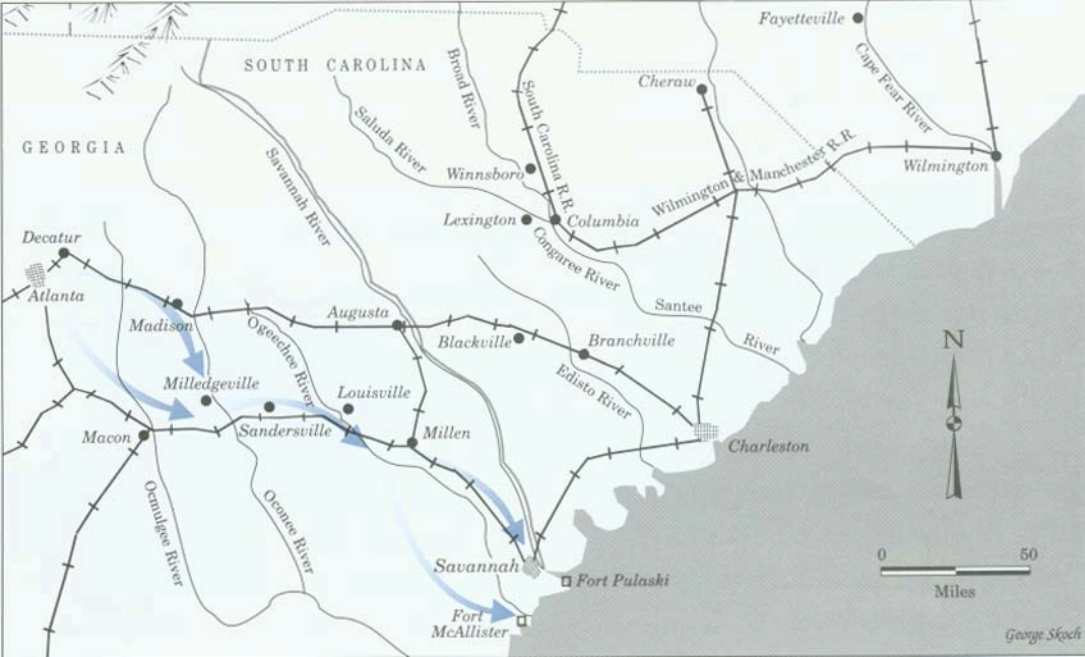 Fayetteville
SOUTH CAROLINA
Broad River
South Carolina R.R.
Cheraw
Cape Fear River
Saluda River
GEORGIA
Savannah River
Winnsboro
Wilmington & Manchester R.R.
Wilmington
Lexington
Columbia
Decatur
Congaree River
Atlanta
Santee
River
Madison
Ogeechee River
Augusta
Blackville
Branchville
N
Milledgeville
Louisville
Edisto River
Macon
Sandersville
Millen
Charleston
Ocmulgee River
Oconee River
0
50
Miles
Savannah
Fort Pulaski
Fort
McAllister
George Skoch